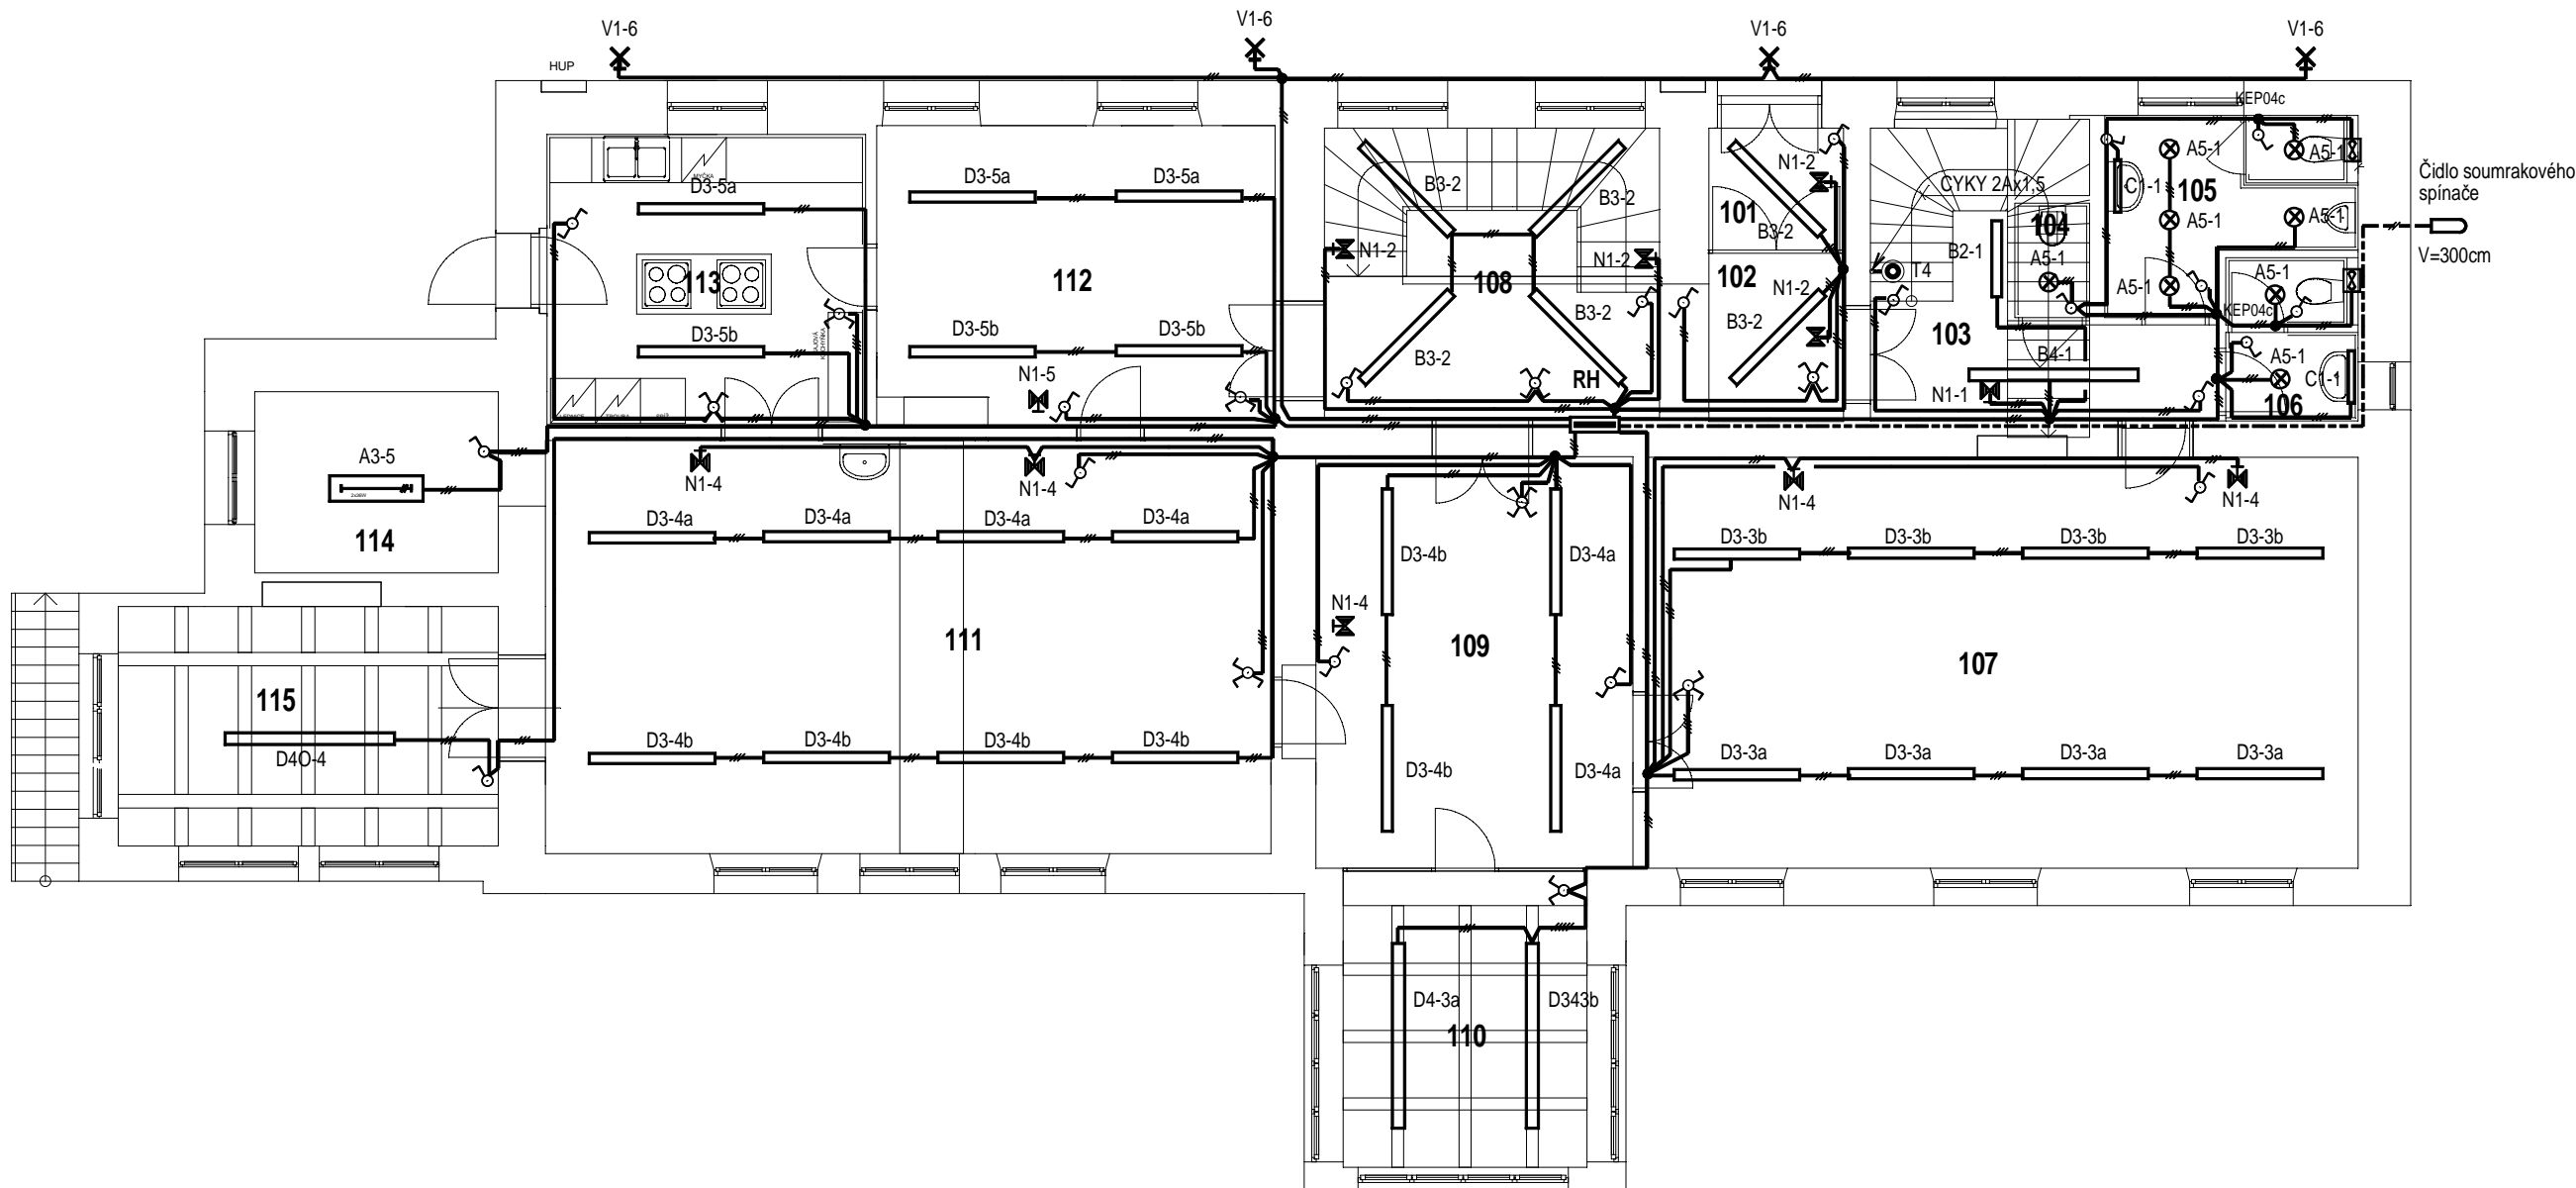 V1-6
V1-6
V1-6
V1-6
HUP
KEP04c
MYČKA
D3-5a
D3-5a
D3-5a
B3-2
B3-2
N1-2
101
B3-2
CYKY 2AX1,5
104
C1-1
105
A5-1
A5-1
A5-1
A5-1
Čidlo soumrakového
spínače
V=300cm
113
112
N1-2
108
N1-2
102
N1-2
T4
B2-1
A5-1
A5-1
A5-1
KEP04c
D3-5b
D3-5b
D3-5b
B3-2
B3-2
B3-2
103
B4-1
A5-1
C1-1
N1-5
RH
N1-1
106
A3-5
2x36W
114
N1-4
N1-4
N1-4
N1-4
D3-4a
D3-4a
D3-4a
D3-4a
D3-4b
D3-4a
D3-3b
D3-3b
D3-3b
D3-3b
N1-4
111
109
107
115
D4O-4
D3-4b
D3-4b
D3-4b
D3-4b
D3-4b
D3-4a
D3-3a
D3-3a
D3-3a
D3-3a
D4-3a
D343b
110